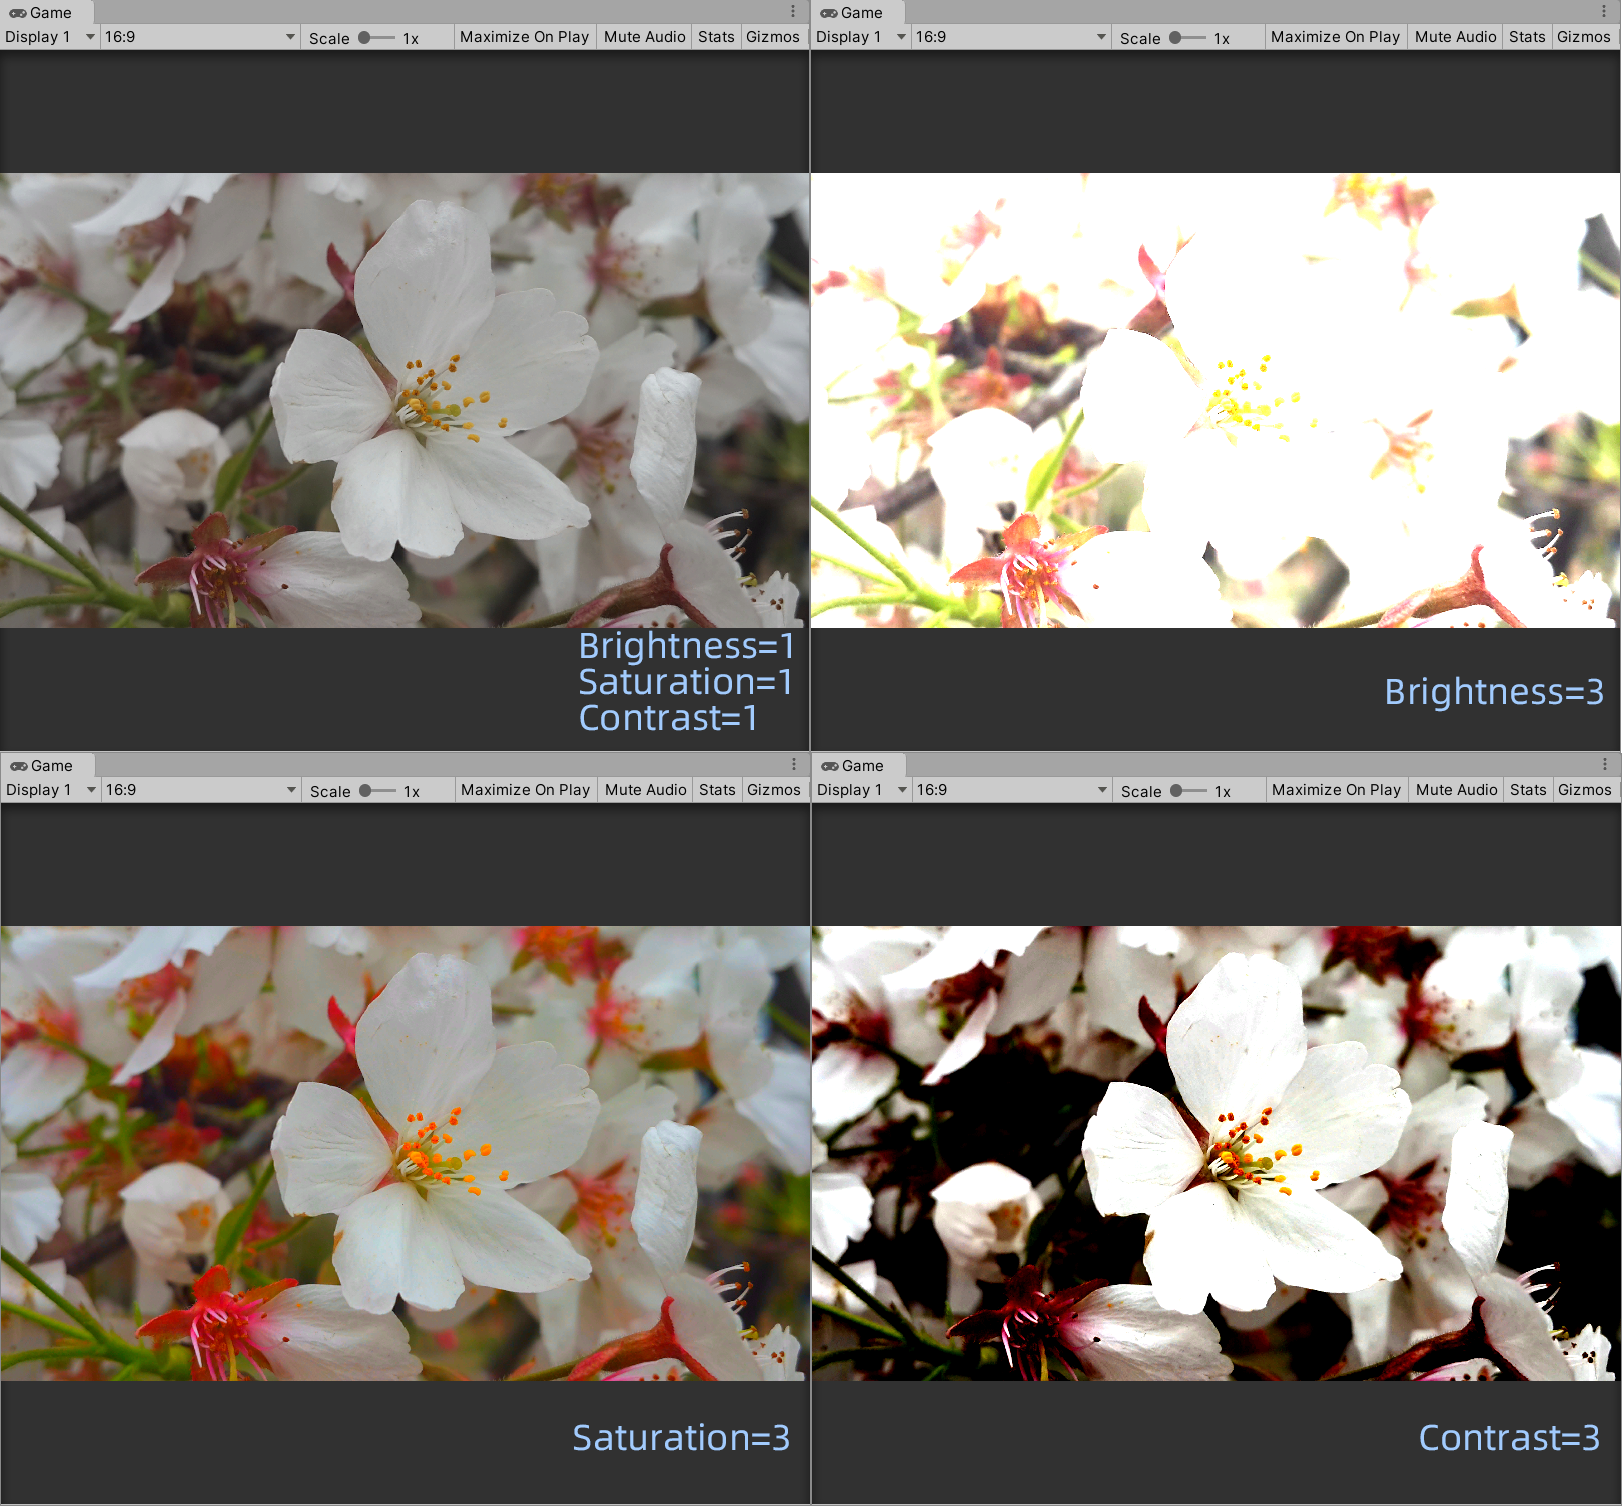 Game
Display 1 16:9 Scale 1x Maximize On Play Mute Audio Stats Gizmos
Brightness=1
Saturation=1
Contrast=1
Game
Display 1 16:9 Scale 1x Maximize On Play Mute Audio Stats Gizmos
Brightness=3
Game
Display 1 16:9 Scale 1x Maximize On Play Mute Audio Stats Gizmos
Saturation=3
Game
Display 1 16:9 Scale 1x Maximize On Play Mute Audio Stats Gizmos
Contrast=3